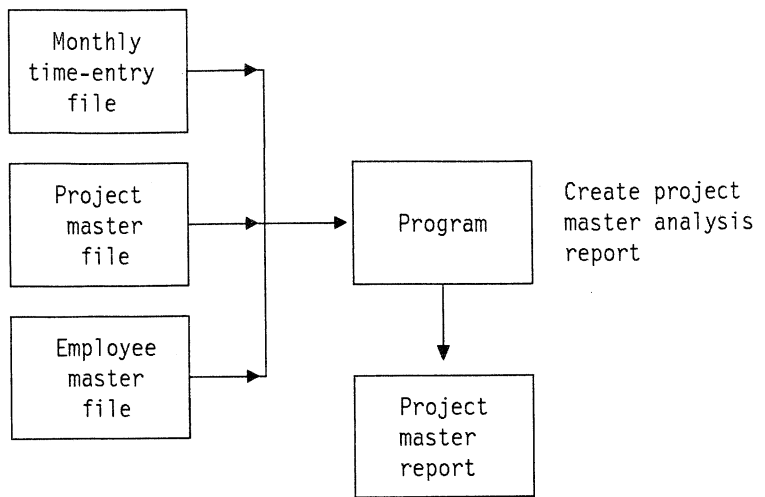 Monthly
time-entry
file
Project
master
file
Employee
master
file
Program
Create project
master analysis
report
Project
master
report